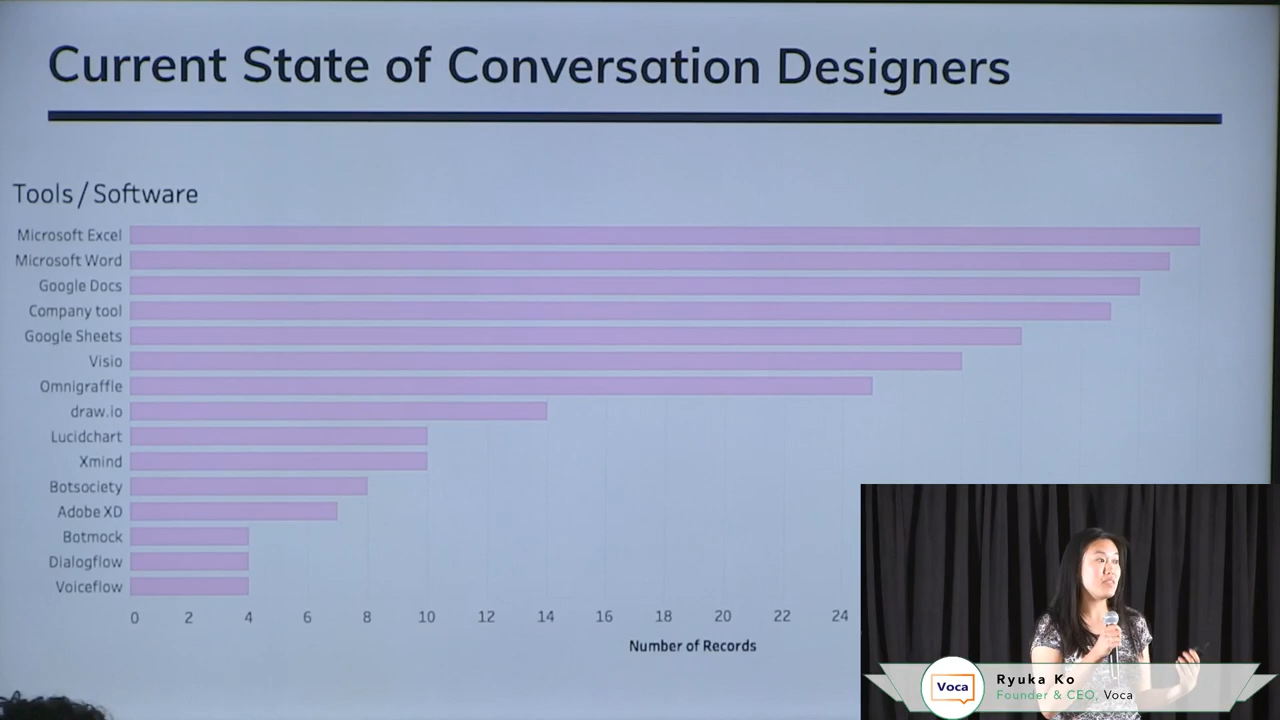 Current State of Conversation Designers
Tools / Software
Microsoft Excel
Microsoft Word
Google Docs
Company tool
Google Sheets
Visio
Omnigraffle
draw.io
Lucidchart
Xmind
Botsociety
Adobe XD
Botmock
Dialogflow
Voiceflow
0 2 4 6 8 10 12 14 16 18 20 22 24
Number of Records
Voca
Ryuka Ko
Founder & CEO, Voca